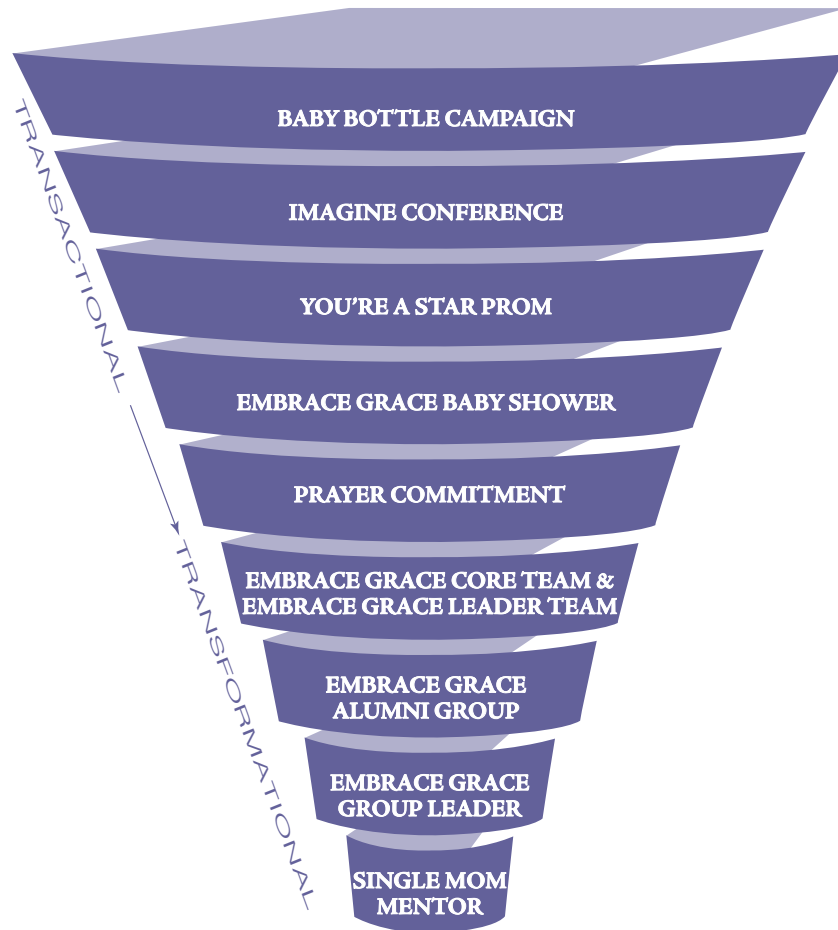 BABY BOTTLE CAMPAIGN
IMAGINE CONFERENCE
YOU'RE A STAR PROM
EMBRACE GRACE BABY SHOWER
PRAYER COMMITMENT
EMBRACE GRACE CORE TEAM &
EMBRACE GRACE LEADER TEAM
EMBRACE GRACE
ALUMNI GROUP
EMBRACE GRACE
GROUP LEADER
SINGLE MOM
MENTOR
TRANSACTIONAL
TRANSFORMATIONAL